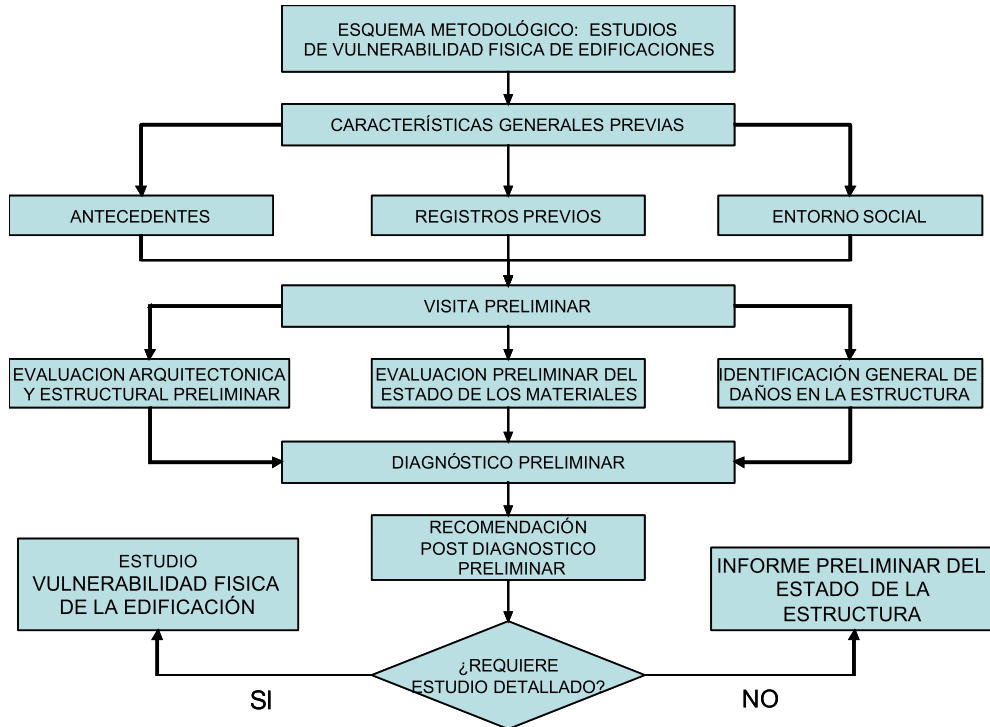 ESQUEMA METODOLÓGICO: ESTUDIOS
DE VULNERABILIDAD FISICA DE EDIFICACIONES
CARACTERÍSTICAS GENERALES PREVIAS
ANTECEDENTES
REGISTROS PREVIOS
ENTORNO SOCIAL
VISITA PRELIMINAR
EVALUACION ARQUITECTONICA
Y ESTRUCTURAL PRELIMINAR
EVALUACION PRELIMINAR DEL
ESTADO DE LOS MATERIALES
IDENTIFICACIÓN GENERAL DE
DAÑOS EN LA ESTRUCTURA
DIAGNÓSTICO PRELIMINAR
RECOMENDACIÓN
POST DIAGNOSTICO
PRELIMINAR
ESTUDIO
VULNERABILIDAD FISICA
DE LA EDIFICACIÓN
INFORME PRELIMINAR DEL
ESTADO DE LA
ESTRUCTURA
¿REQUIERE
ESTUDIO DETALLADO?
SI
NO